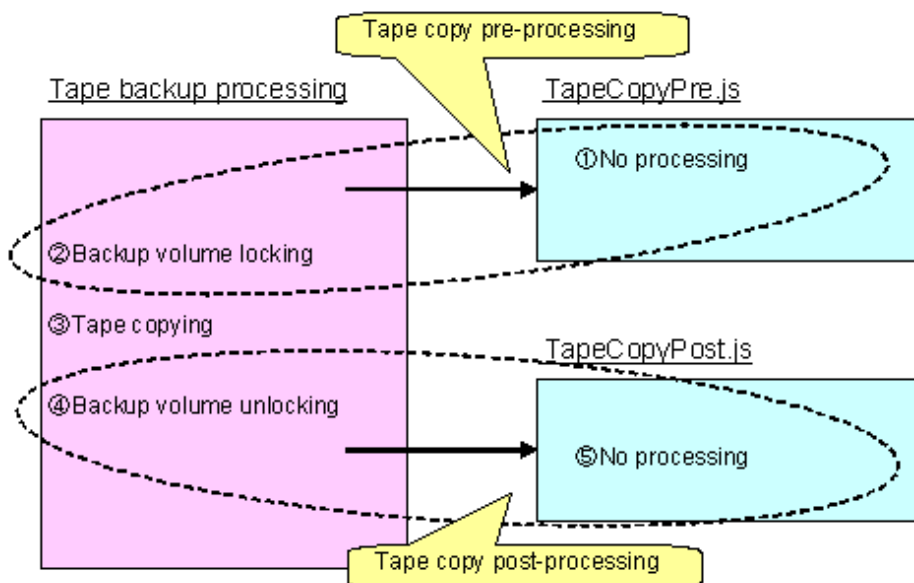 Tape copy pre-processing
Tape backup processing
TapeCopyPre.js
①No processing
②Backup volume locking
③Tape copying
TapeCopyPost.js
④Backup volume unlocking
⑤No processing
Tape copy post-processing